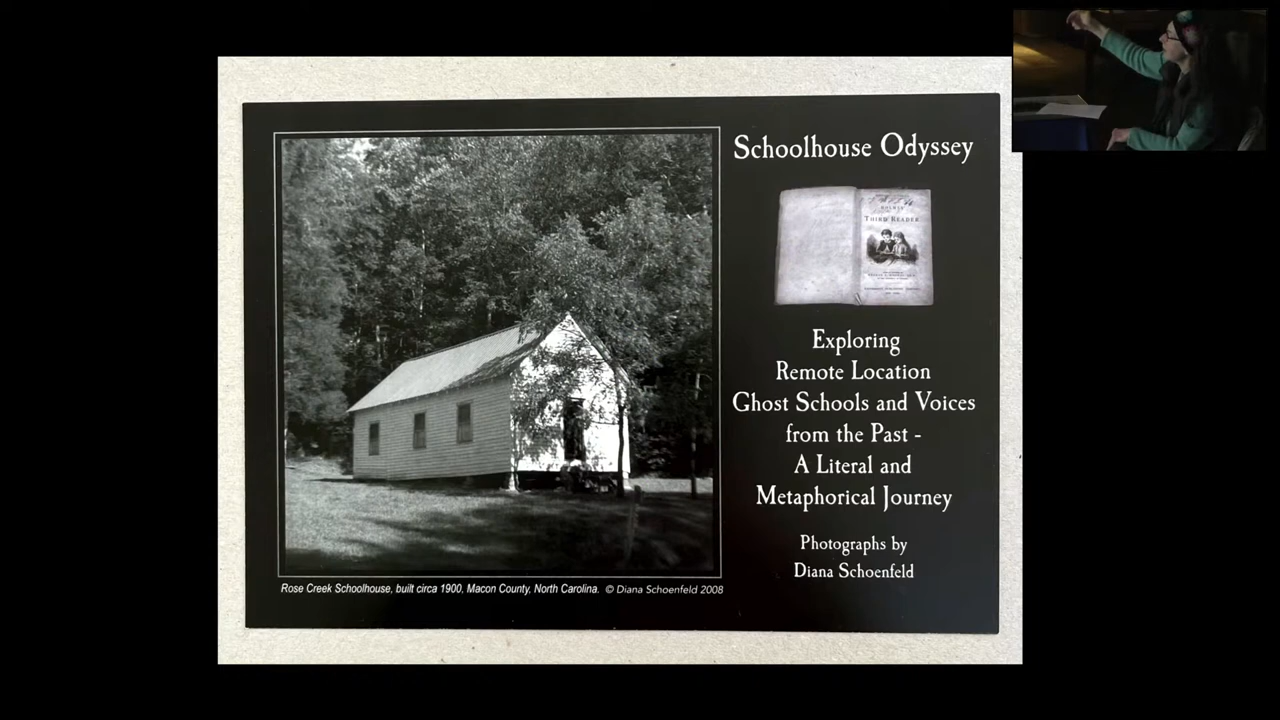 Schoolhouse Odyssey
THIRD READER
Exploring
Remote Location
Ghost Schools and Voices
from the Past -
A Literal and
Metaphorical Journey
Photographs by
Diana Schoenfeld
Rose Creek Schoolhouse, built circa 1900, Macon County, North Carolina. © Diana Schoenfeld 2008